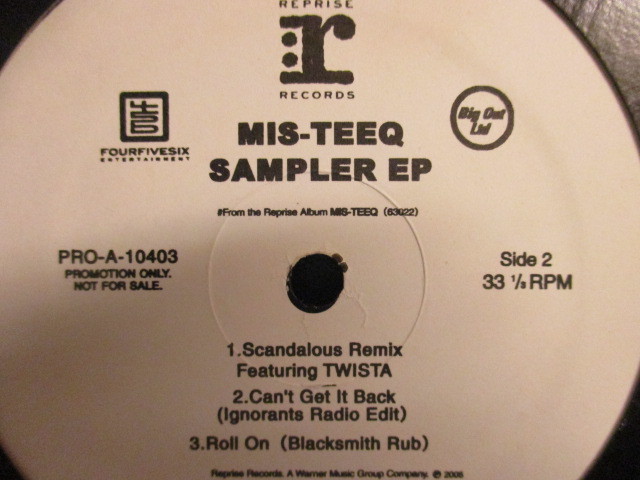 REPRISE
r
RECORDS
FOURFIVESIX
ENTERTAINMENT
Big Out
Ltd
MIS-TEEQ
SAMPLER EP
#From the Reprise Album MIS-TEEQ (63022)
PRO-A-10403
PROMOTION ONLY.
NOT FOR SALE.
Side 2
33 ⅓ RPM
1.Scandalous Remix
Featuring TWISTA
2.Can't Get It Back
(Ignorants Radio Edit)
3.Roll On (Blacksmith Rub)
Reprise Records. A Warner Music Group Company. ℗ 2006